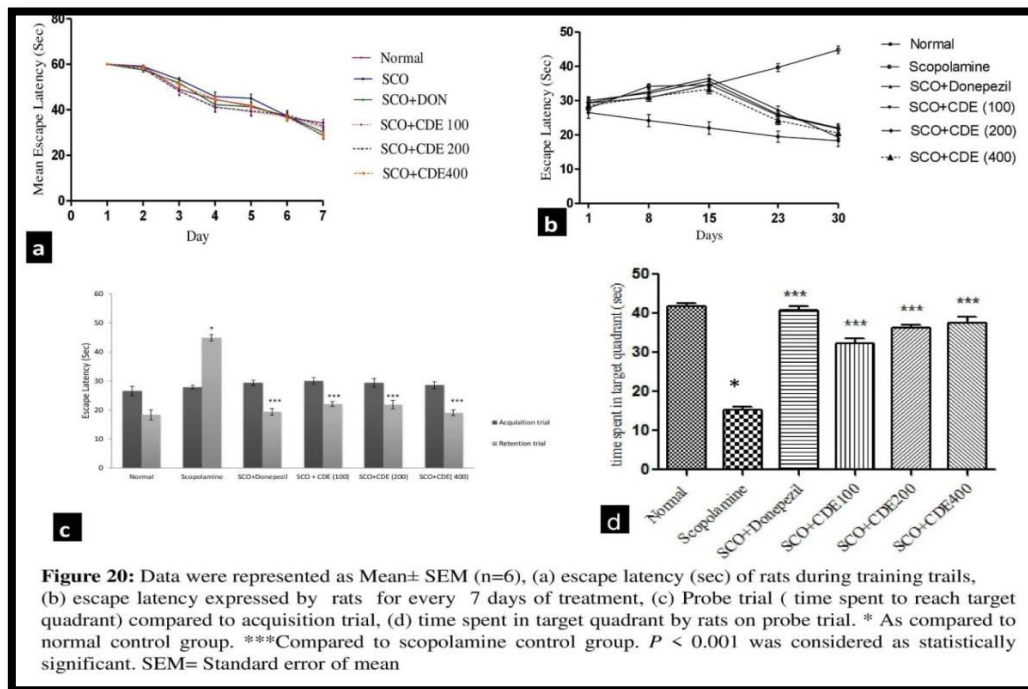 80
60
40
20
0
Mean Escape Latency (Sec)
0 1 2 3 4 5 6 7
Day
Normal
SCO
SCO+DON
SCO+CDE 100
SCO+CDE 200
SCO+CDE400
a
50
40
30
20
10
0
Escape Latency (Sec)
1 8 15 23 30
Days
Normal
Scopolamine
SCO+Donepezil
SCO+CDE (100)
SCO+CDE (200)
SCO+CDE (400)
b
60
50
40
30
20
10
0
Escape Latency (Sec)
* *** *** *** ***
Normal Scopolamine SCO+Donepezil SCO + CDE (100) SCO+CDE (200) SCO+CDE( 400)
Acquisition trial
Retention trial
c
50
40
30
20
10
0
time spent in target quadrant (sec)
* *** *** *** ***
Normal
Scopolamine
SCO+Donepezil
SCO+CDE100
SCO+CDE200
SCO+CDE400
d
Figure 20: Data were represented as Mean± SEM (n=6), (a) escape latency (sec) of rats during training trails,
(b) escape latency expressed by rats for every 7 days of treatment, (c) Probe trial ( time spent to reach target
quadrant) compared to acquisition trial, (d) time spent in target quadrant by rats on probe trial. * As compared to
normal control group. ***Compared to scopolamine control group. P < 0.001 was considered as statistically
significant. SEM= Standard error of mean